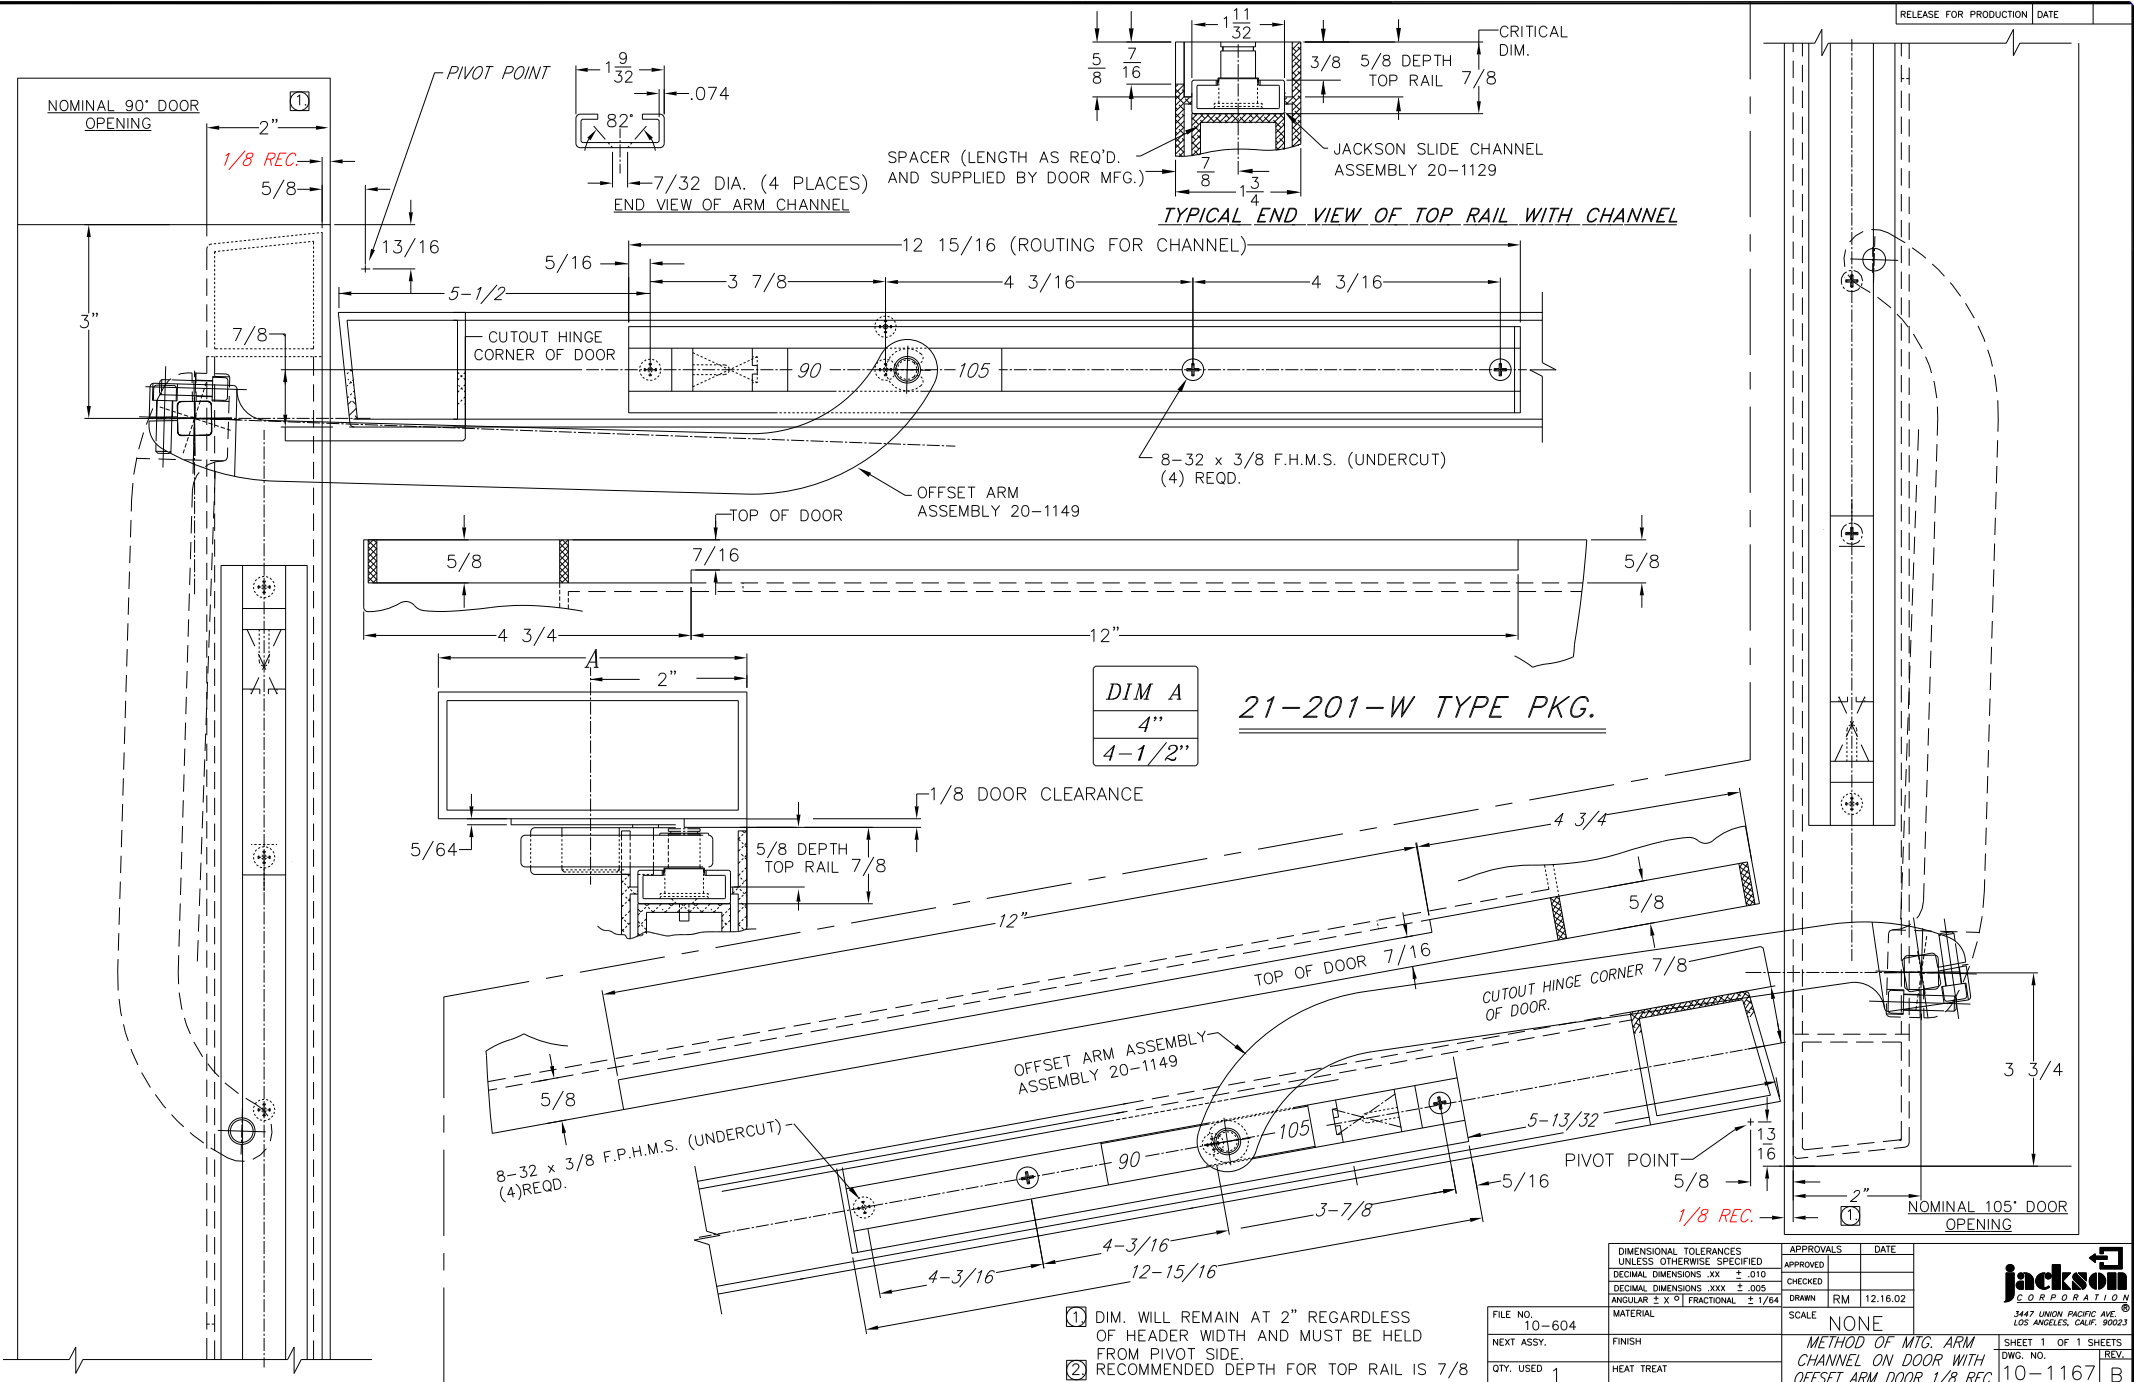 RELEASE FOR PRODUCTION DATE
NOMINAL 90° DOOR
OPENING
1
2"
1/8 REC.
5/8
PIVOT POINT
13/16
3"
7/8
1 9/32
.074
82°
7/32 DIA. (4 PLACES)
END VIEW OF ARM CHANNEL
1 11/32
5/8
7/16
3/8
5/8 DEPTH
TOP RAIL 7/8
CRITICAL
DIM.
SPACER (LENGTH AS REQ'D.
AND SUPPLIED BY DOOR MFG.)
7/8
1 3/4
JACKSON SLIDE CHANNEL
ASSEMBLY 20-1129
TYPICAL END VIEW OF TOP RAIL WITH CHANNEL
12 15/16 (ROUTING FOR CHANNEL)
5/16
5-1/2
3 7/8
4 3/16
4 3/16
CUTOUT HINGE
CORNER OF DOOR
90
105
8-32 x 3/8 F.H.M.S. (UNDERCUT)
(4) REQD.
OFFSET ARM
ASSEMBLY 20-1149
TOP OF DOOR
5/8
7/16
5/8
4 3/4
12"
A
2"
DIM A
4"
4-1/2"
21-201-W TYPE PKG.
1/8 DOOR CLEARANCE
5/64
5/8 DEPTH
TOP RAIL 7/8
4 3/4
12"
5/8
TOP OF DOOR 7/16
CUTOUT HINGE CORNER 7/8
OF DOOR.
OFFSET ARM ASSEMBLY
ASSEMBLY 20-1149
5/8
8-32 x 3/8 F.P.H.M.S. (UNDERCUT)
(4)REQD.
90
105
5-13/32
PIVOT POINT
13/16
5/8
5/16
3-7/8
4-3/16
4-3/16
12-15/16
3 3/4
2"
1/8 REC.
1
NOMINAL 105° DOOR
OPENING
1 DIM. WILL REMAIN AT 2" REGARDLESS
OF HEADER WIDTH AND MUST BE HELD
FROM PIVOT SIDE.
2 RECOMMENDED DEPTH FOR TOP RAIL IS 7/8
DIMENSIONAL TOLERANCES
UNLESS OTHERWISE SPECIFIED
DECIMAL DIMENSIONS .XX ± .010
DECIMAL DIMENSIONS .XXX ± .005
ANGULAR ± X ° FRACTIONAL ± 1/64
APPROVALS DATE
APPROVED
CHECKED
DRAWN RM 12.16.02
SCALE NONE
FILE NO.
10-604
MATERIAL
NEXT ASSY.
FINISH
QTY. USED 1
HEAT TREAT
METHOD OF MTG. ARM
CHANNEL ON DOOR WITH
OFFSET ARM DOOR 1/8 REC
jackson
CORPORATION ®
3447 UNION PACIFIC AVE.
LOS ANGELES, CALIF. 90023
SHEET 1 OF 1 SHEETS
DWG. NO. REV.
10-1167 B